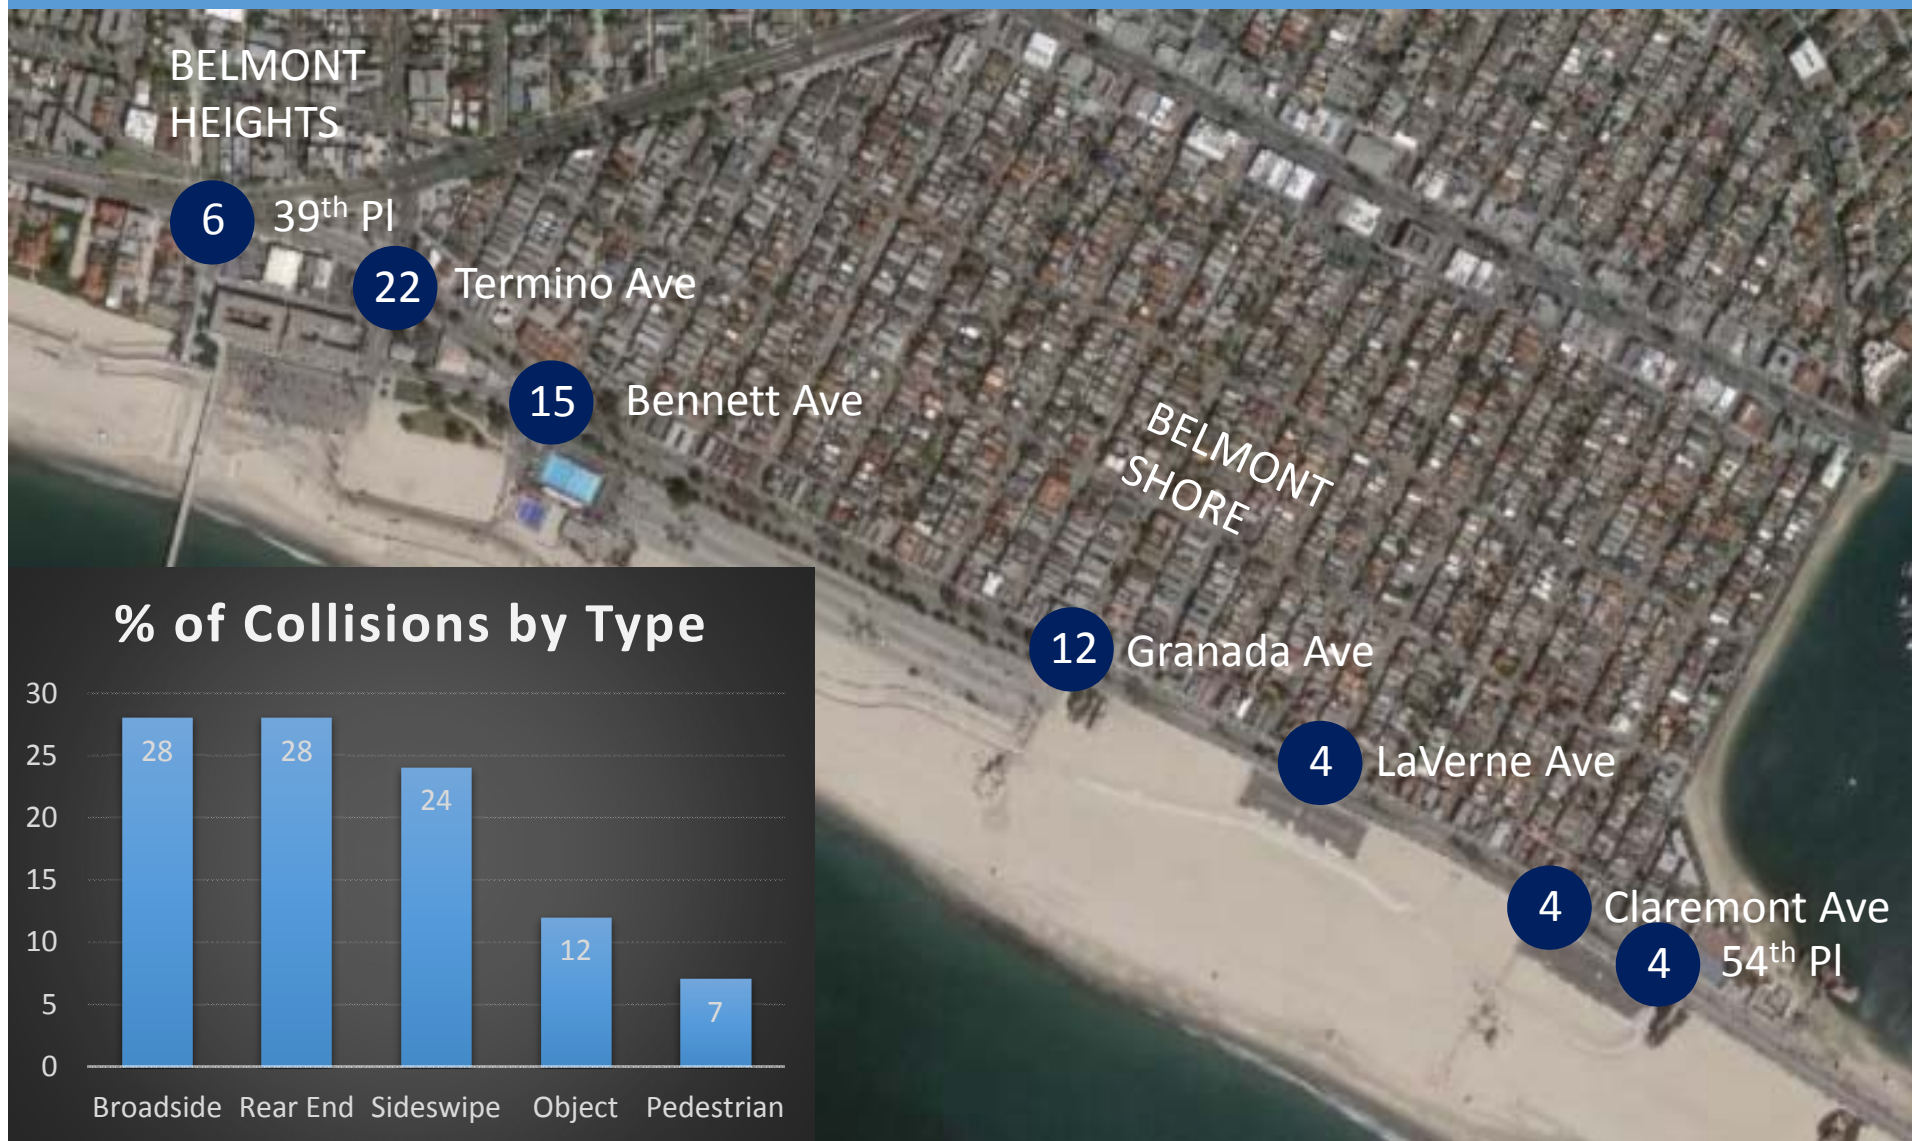 BELMONT
HEIGHTS
6 39th Pl
22 Termino Ave
15 Bennett Ave
BELMONT
SHORE
12 Granada Ave
4 LaVerne Ave
4 Claremont Ave
4 54th Pl
% of Collisions by Type
30
25
20
15
10
5
0
28 28 24 12 7
Broadside Rear End Sideswipe Object Pedestrian